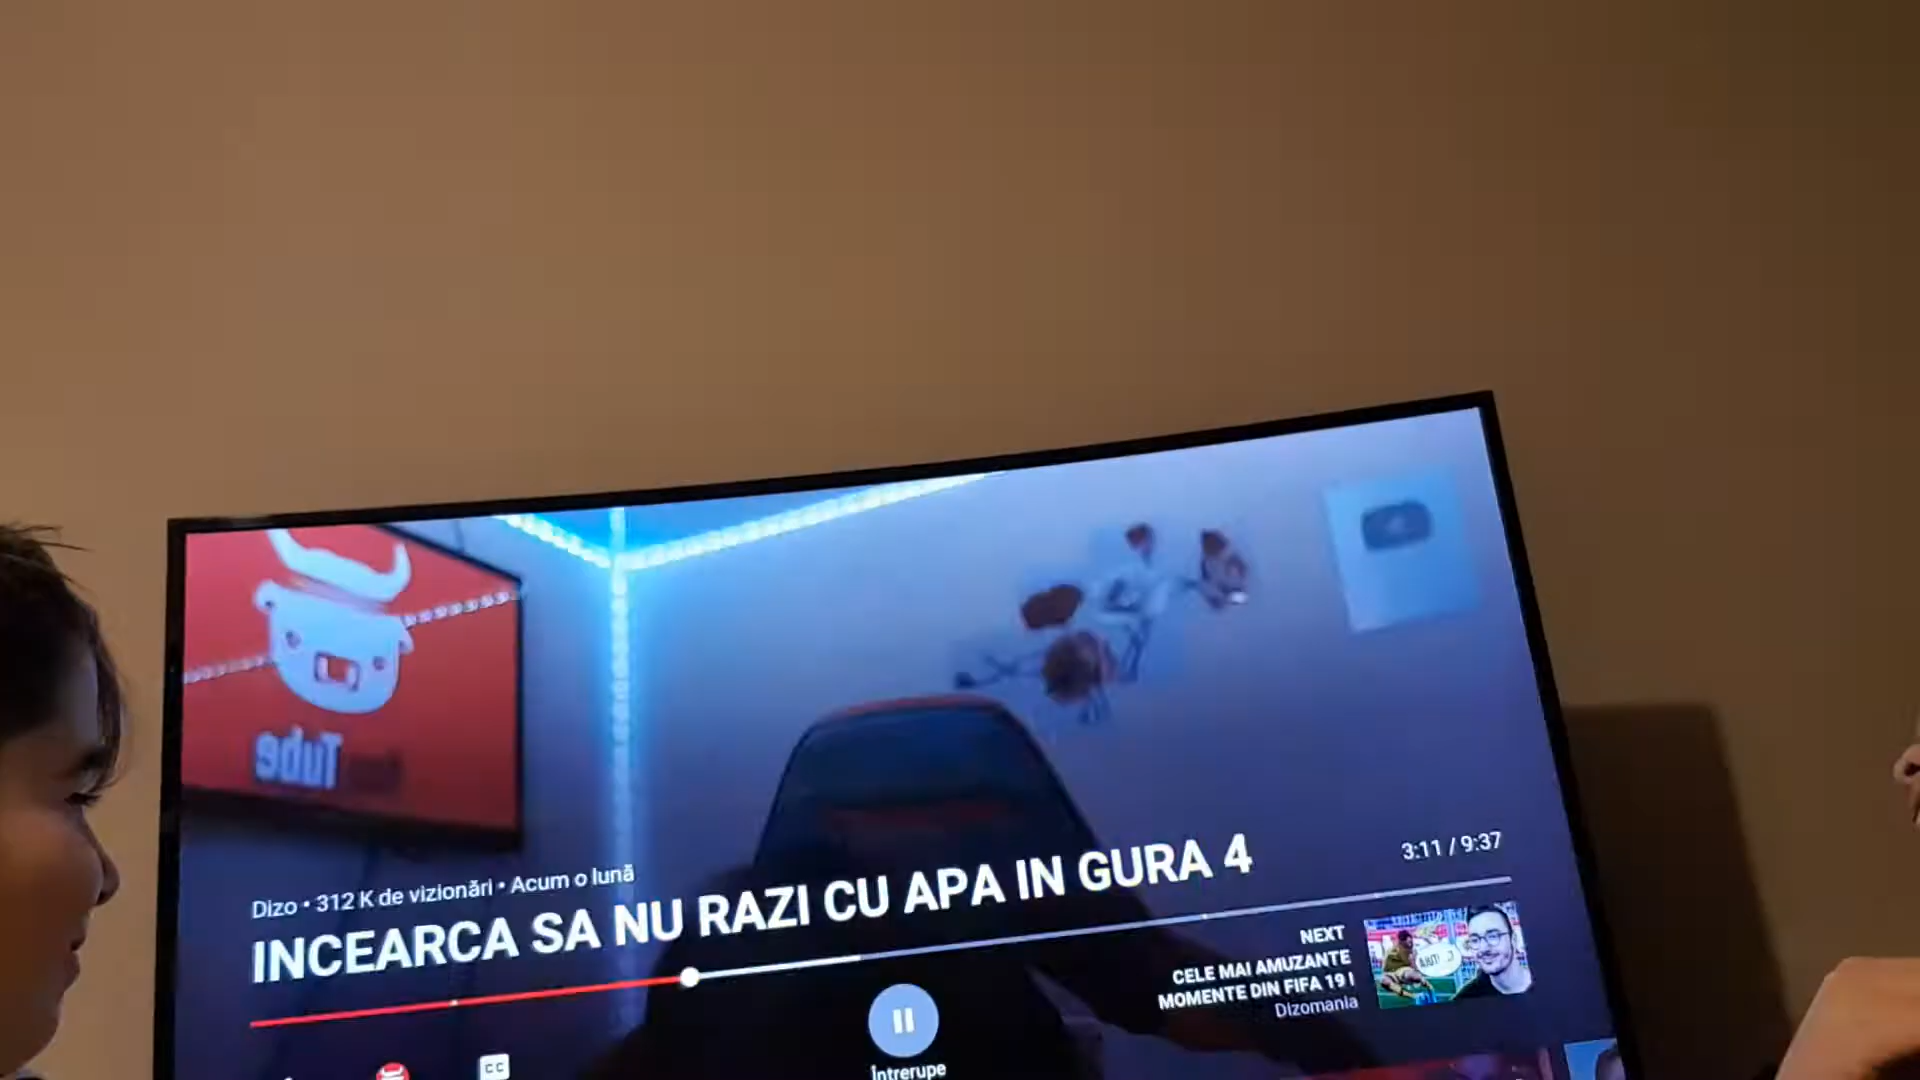 Tube
Dizo • 312 K de vizionări • Acum o lună
INCEARCA SA NU RAZI CU APA IN GURA 4
3:11 / 9:37
NEXT
CELE MAI AMUZANTE
MOMENTE DIN FIFA 19 I
Dizomania
CC
Întrerupe